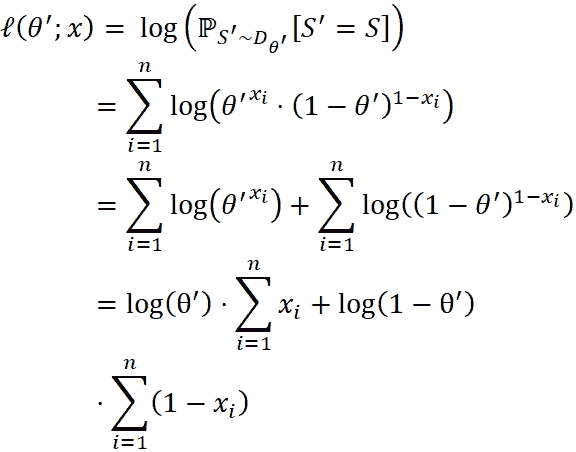 ℓ(θ′; x) = log(ℙ_{S′~D_{θ′}}[S′ = S])
= ∑_{i=1}^{n} log(θ′^{x_i} · (1 − θ′)^{1−x_i})
= ∑_{i=1}^{n} log(θ′^{x_i}) + ∑_{i=1}^{n} log((1 − θ′)^{1−x_i})
= log(θ′) · ∑_{i=1}^{n} x_i + log(1 − θ′)
· ∑_{i=1}^{n} (1 − x_i)